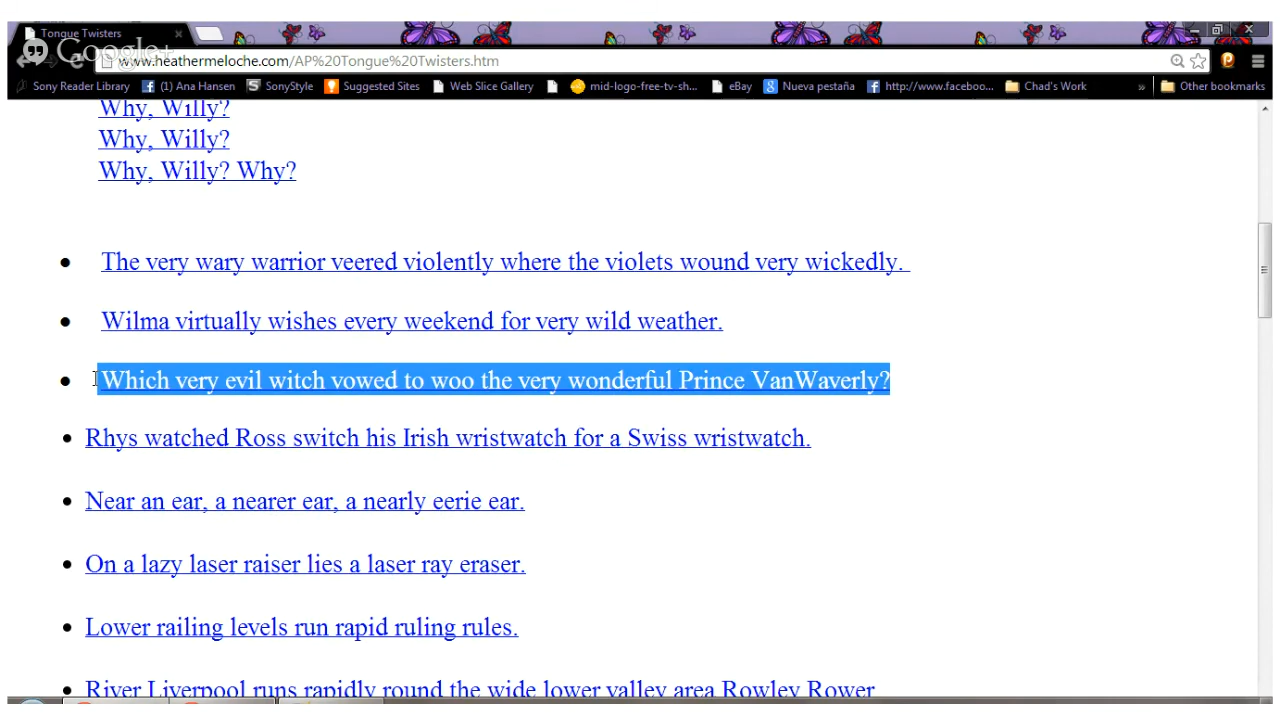 Tongue Twisters
Google+
www.heathermeloche.com/AP%20Tongue%20Twisters.htm
Sony Reader Library (1) Ana Hansen SonyStyle Suggested Sites Web Slice Gallery mid-logo-free-tv-sh... eBay Nueva pestaña http://www.faceboo... Chad's Work » Other bookmarks
Why, Willy?
Why, Willy?
Why, Willy? Why?
The very wary warrior veered violently where the violets wound very wickedly.
Wilma virtually wishes every weekend for very wild weather.
Which very evil witch vowed to woo the very wonderful Prince VanWaverly?
Rhys watched Ross switch his Irish wristwatch for a Swiss wristwatch.
Near an ear, a nearer ear, a nearly eerie ear.
On a lazy laser raiser lies a laser ray eraser.
Lower railing levels run rapid ruling rules.
River Liverpool runs rapidly round the wide lower valley area Rowley Rower